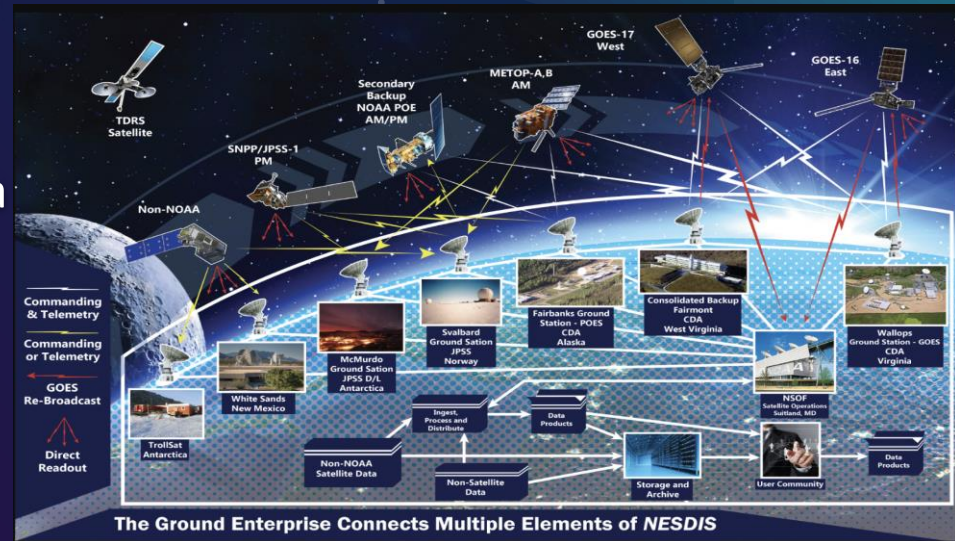 GOES-17
West
GOES-16
East
METOP-A,B
AM
Secondary
Backup
NOAA POE
AM/PM
TDRS
Satellite
SNPP/JPSS-1
PM
Non-NOAA
n
Commanding
& Telemetry
Commanding
or Telemetry
GOES
Re-Broadcast
Direct
Readout
TrollSat
Antarctica
White Sands
New Mexico
McMurdo
Ground Sation
JPSS D/L
Antarctica
Svalbard
Ground Sation
JPSS
Norway
Fairbanks Ground
Station - POES
CDA
Alaska
Consolidated Backup
Fairmont
CDA
West Virginia
Wallops
Ground Station - GOES
CDA
Virginia
NSOF
Satellite Operations
Suitland, MD
Ingest,
Process and
Distribute
Data
Products
Non-NOAA
Satellite Data
Non-Satellite
Data
Storage and
Archive
User Community
Data
Products
The Ground Enterprise Connects Multiple Elements of NESDIS